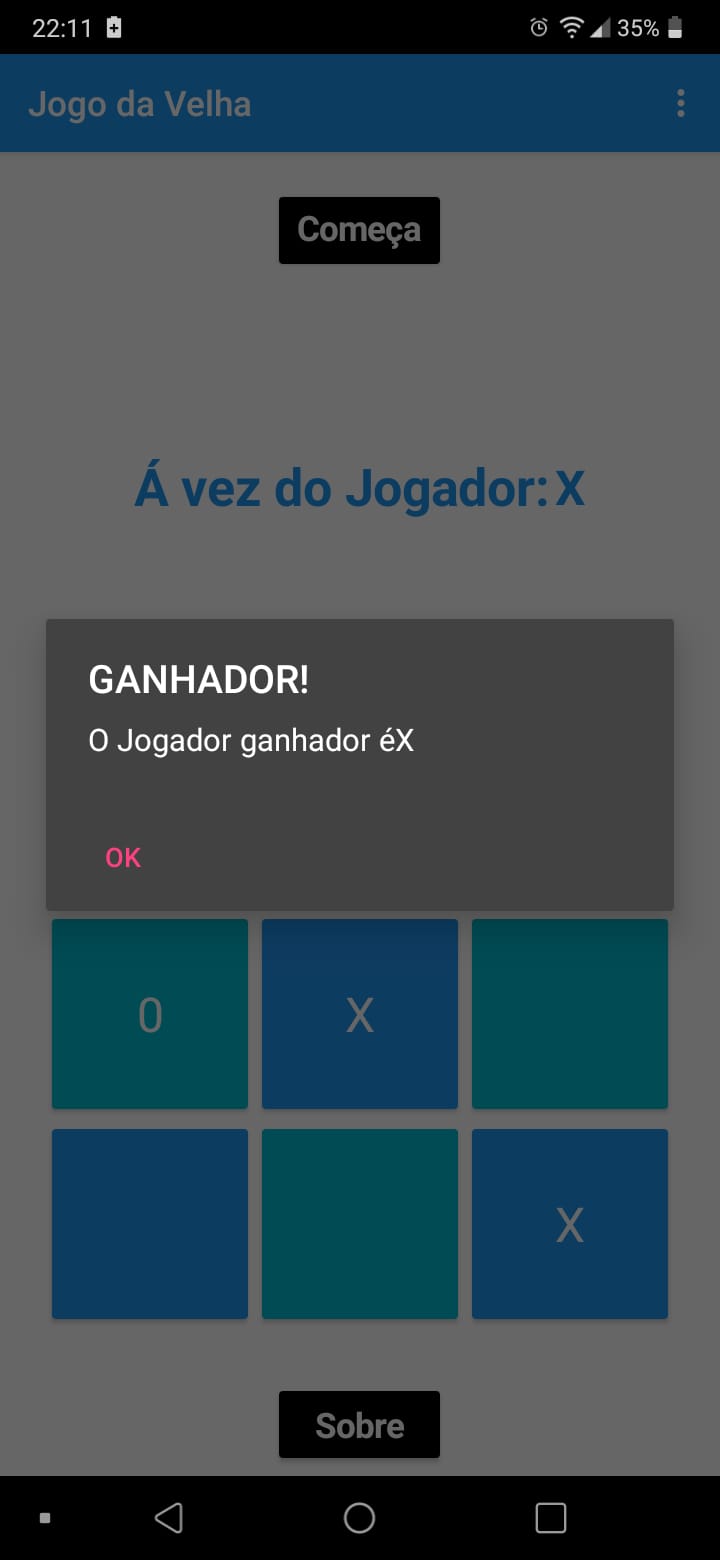 22:11 35%
Jogo da Velha
Começa
Á vez do Jogador: X
GANHADOR!
O Jogador ganhador éX
OK
0 X
X
Sobre